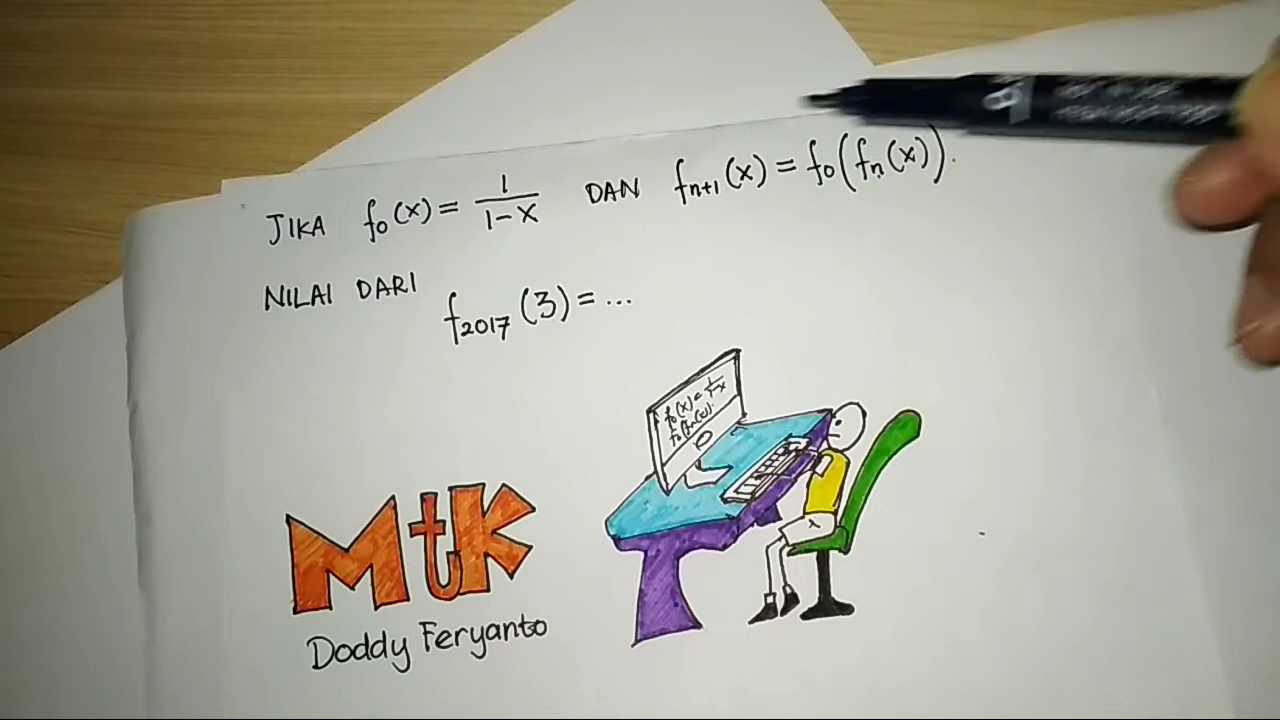 JIKA f₀(x) = 1/(1-x) DAN fₙ₊₁(x) = f₀(fₙ(x)).
NILAI DARI
f₂₀₁₇(3) = ...
MtK
Doddy Feryanto